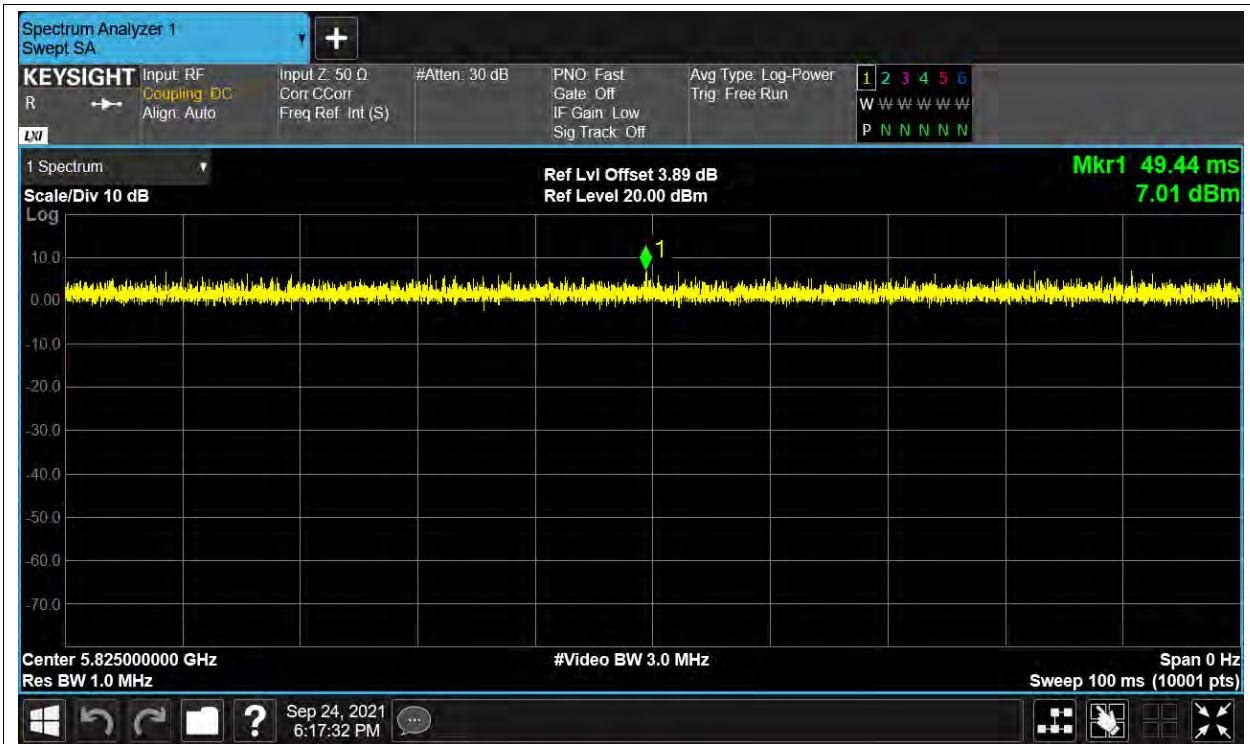 Spectrum Analyzer 1
Swept SA
+
KEYSIGHT
R
LXI
Input: RF
Coupling: DC
Align: Auto
Input Z: 50 Ω
Corr CCorr
Freq Ref: Int (S)
#Atten: 30 dB
PNO: Fast
Gate: Off
IF Gain: Low
Sig Track: Off
Avg Type: Log-Power
Trig: Free Run
1 2 3 4 5 6
W W W W W W
P N N N N N
1 Spectrum
Scale/Div 10 dB
Ref Lvl Offset 3.89 dB
Ref Level 20.00 dBm
Mkr1 49.44 ms
7.01 dBm
Log
1
10.0
0.00
-10.0
-20.0
-30.0
-40.0
-50.0
-60.0
-70.0
Center 5.825000000 GHz
#Video BW 3.0 MHz
Span 0 Hz
Res BW 1.0 MHz
Sweep 100 ms (10001 pts)
?
Sep 24, 2021
6:17:32 PM